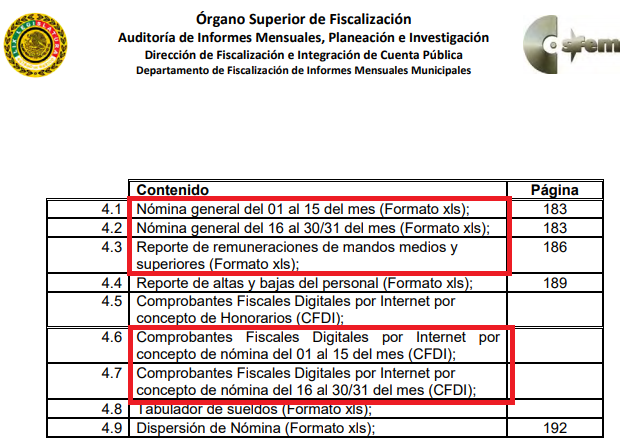 Órgano Superior de Fiscalización
Auditoría de Informes Mensuales, Planeación e Investigación
Dirección de Fiscalización e Integración de Cuenta Pública
Departamento de Fiscalización de Informes Mensuales Municipales
osfem
Contenido Página
4.1 Nómina general del 01 al 15 del mes (Formato xls); 183
4.2 Nómina general del 16 al 30/31 del mes (Formato xls); 183
4.3 Reporte de remuneraciones de mandos medios y 186
superiores (Formato xls);
4.4 Reporte de altas y bajas del personal (Formato xls); 189
4.5 Comprobantes Fiscales Digitales por Internet por
concepto de Honorarios (CFDI);
4.6 Comprobantes Fiscales Digitales por Internet por
concepto de nómina del 01 al 15 del mes (CFDI);
4.7 Comprobantes Fiscales Digitales por Internet por
concepto de nómina del 16 al 30/31 del mes (CFDI);
4.8 Tabulador de sueldos (Formato xls);
4.9 Dispersión de Nómina (Formato xls); 192